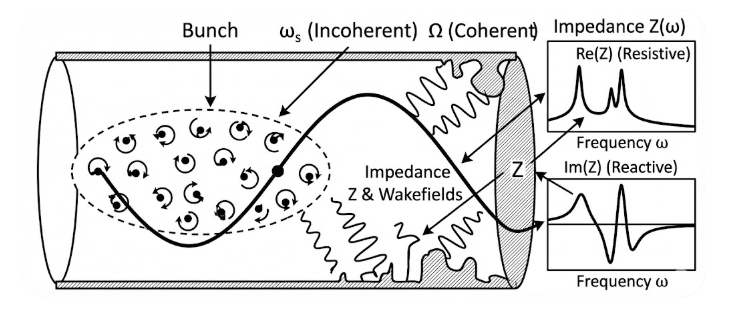 Bunch
ωs (Incoherent)
Ω (Coherent)
Impedance Z(ω)
Re(Z) (Resistive)
Frequency ω
Impedance
Z & Wakefields
Z
Im(Z) (Reactive)
Frequency ω